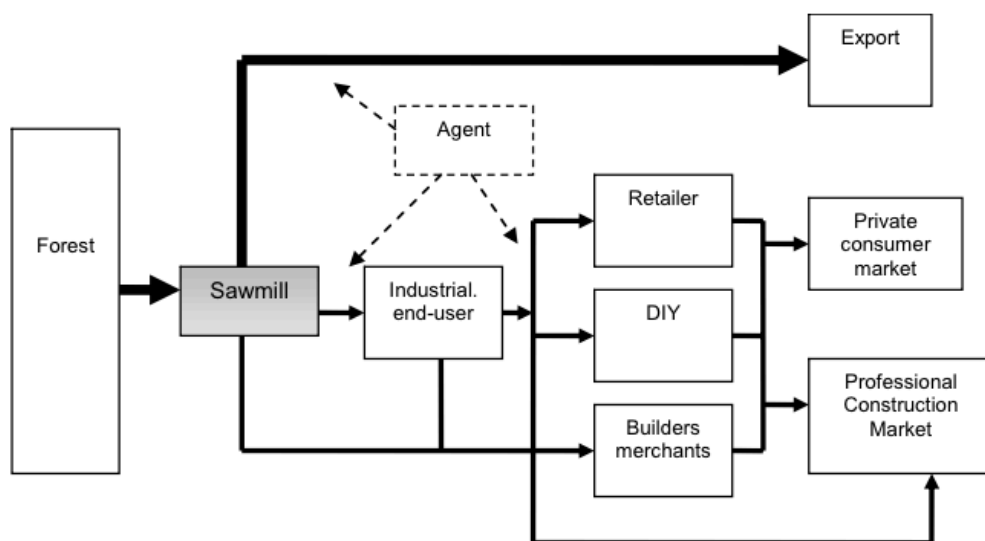 Export
Agent
Forest
Retailer
Private
consumer
market
Sawmill
Industrial.
end-user
DIY
Professional
Construction
Market
Builders
merchants